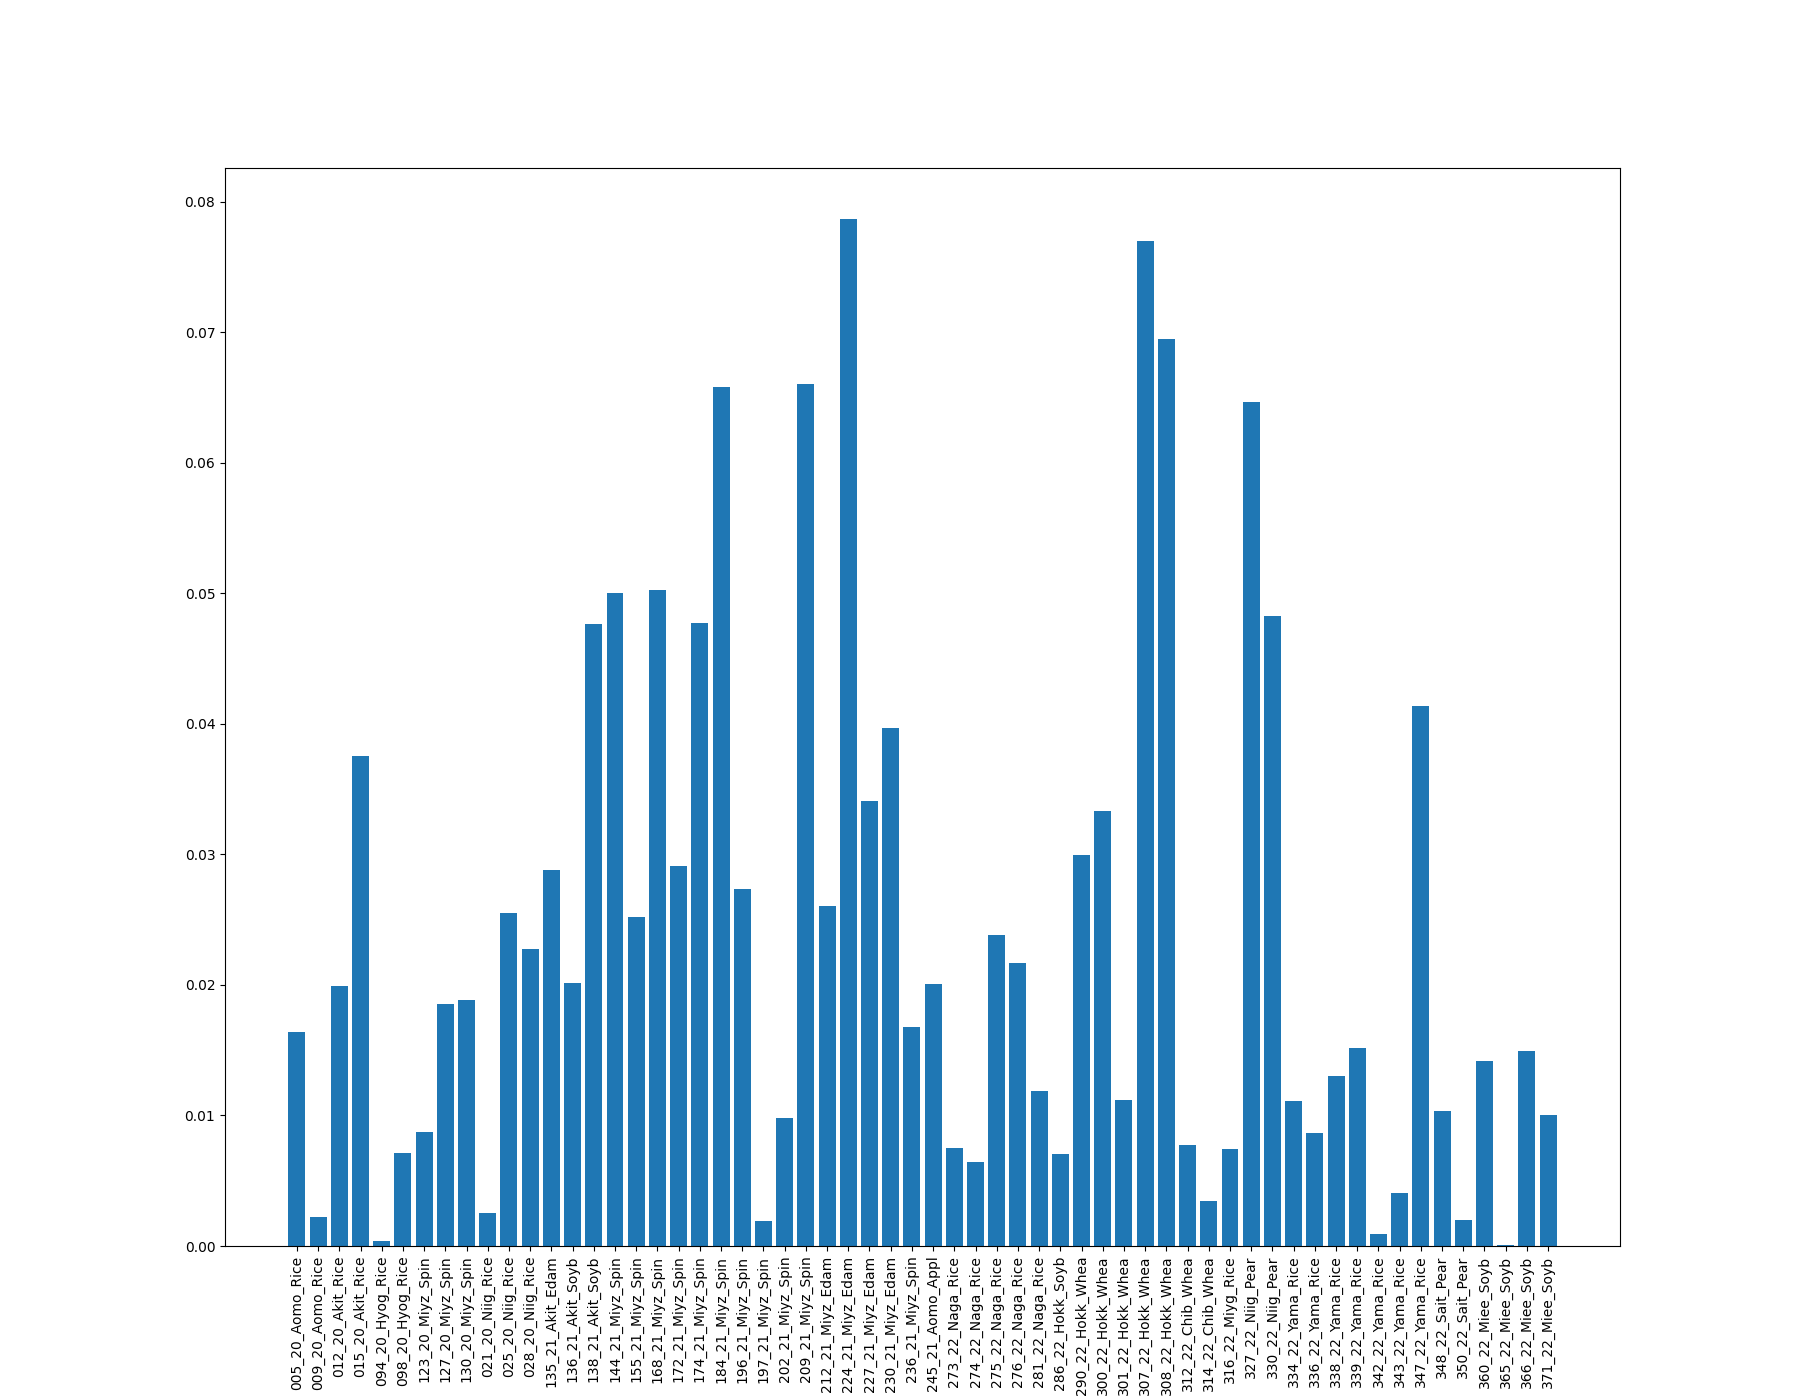 0.08
0.07
0.06
0.05
0.04
0.03
0.02
0.01
0.00
005_20_Aomo_Rice
009_20_Aomo_Rice
012_20_Akit_Rice
015_20_Akit_Rice
094_20_Hyog_Rice
098_20_Hyog_Rice
123_20_Miyz_Spin
127_20_Miyz_Spin
130_20_Miyz_Spin
021_20_Niig_Rice
025_20_Niig_Rice
028_20_Niig_Rice
135_21_Akit_Edam
136_21_Akit_Soyb
138_21_Akit_Soyb
144_21_Miyz_Spin
155_21_Miyz_Spin
168_21_Miyz_Spin
172_21_Miyz_Spin
174_21_Miyz_Spin
184_21_Miyz_Spin
196_21_Miyz_Spin
197_21_Miyz_Spin
202_21_Miyz_Spin
209_21_Miyz_Spin
212_21_Miyz_Edam
224_21_Miyz_Edam
227_21_Miyz_Edam
230_21_Miyz_Edam
236_21_Miyz_Spin
245_21_Aomo_Appl
273_22_Naga_Rice
274_22_Naga_Rice
275_22_Naga_Rice
276_22_Naga_Rice
281_22_Naga_Rice
286_22_Hokk_Soyb
290_22_Hokk_Whea
300_22_Hokk_Whea
301_22_Hokk_Whea
307_22_Hokk_Whea
308_22_Hokk_Whea
312_22_Chib_Whea
314_22_Chib_Whea
316_22_Miyg_Rice
327_22_Niig_Pear
330_22_Niig_Pear
334_22_Yama_Rice
336_22_Yama_Rice
338_22_Yama_Rice
339_22_Yama_Rice
342_22_Yama_Rice
343_22_Yama_Rice
347_22_Yama_Rice
348_22_Sait_Pear
350_22_Sait_Pear
360_22_Miee_Soyb
365_22_Miee_Soyb
366_22_Miee_Soyb
371_22_Miee_Soyb